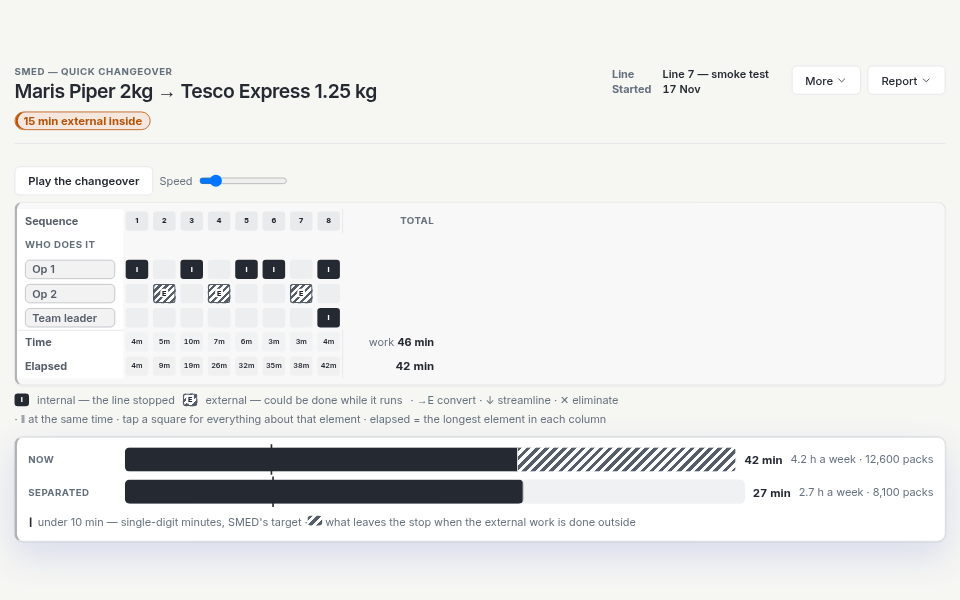 SMED — QUICK CHANGEOVER
Maris Piper 2kg → Tesco Express 1.25 kg
15 min external inside
Line Line 7 — smoke test
Started 17 Nov
More
Report
Play the changeover
Speed
Sequence 1 2 3 4 5 6 7 8 TOTAL
WHO DOES IT
Op 1 I I I I I
Op 2 E E E
Team leader I
Time 4m 5m 10m 7m 6m 3m 3m 4m work 46 min
Elapsed 4m 9m 19m 26m 32m 35m 38m 42m 42 min
I internal — the line stopped E external — could be done while it runs · →E convert · ↓ streamline · ✕ eliminate
· ‖ at the same time · tap a square for everything about that element · elapsed = the longest element in each column
NOW 42 min 4.2 h a week · 12,600 packs
SEPARATED 27 min 2.7 h a week · 8,100 packs
under 10 min — single-digit minutes, SMED's target · what leaves the stop when the external work is done outside